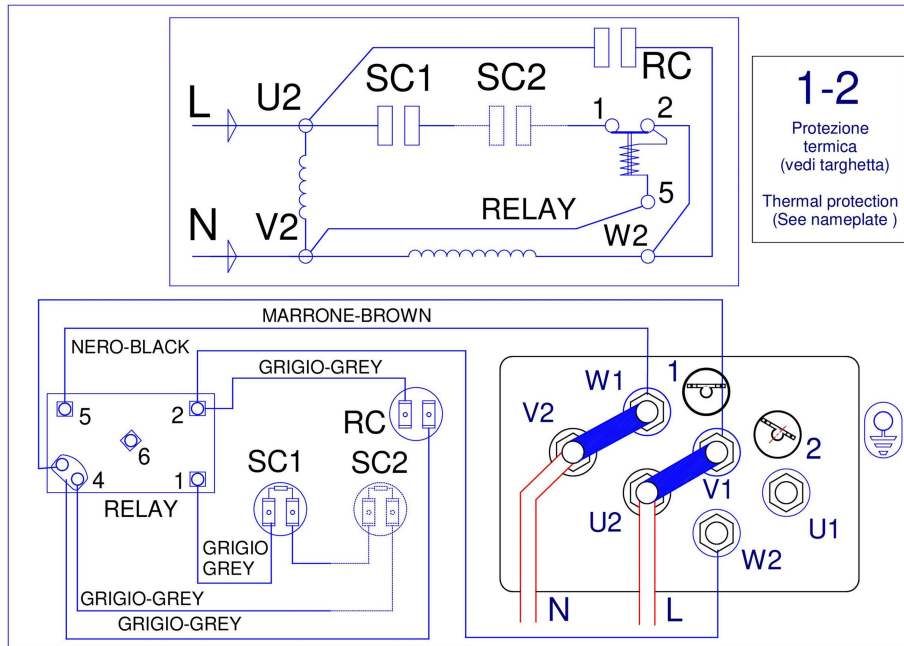 L
U2
SC1
SC2
RC
1
2
5
RELAY
N
V2
W2
1-2
Protezione
termica
(vedi targhetta)
Thermal protection
(See nameplate )
MARRONE-BROWN
NERO-BLACK
GRIGIO-GREY
5
2
6
4
1
RELAY
RC
SC1
SC2
GRIGIO
GREY
GRIGIO-GREY
GRIGIO-GREY
W1
1
V2
2
V1
U2
U1
W2
N
L